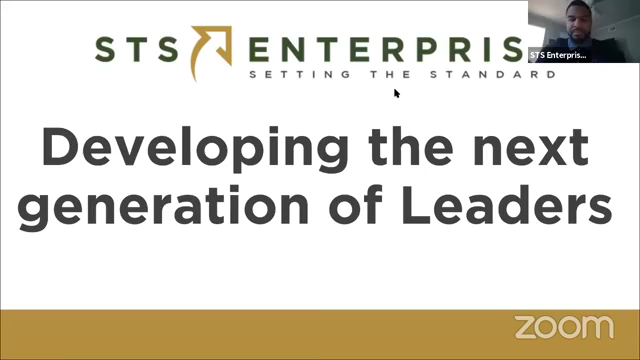 STS ENTERPRIS
SETTING THE STANDARD
STS Enterpris...
Developing the next
generation of Leaders
zoom